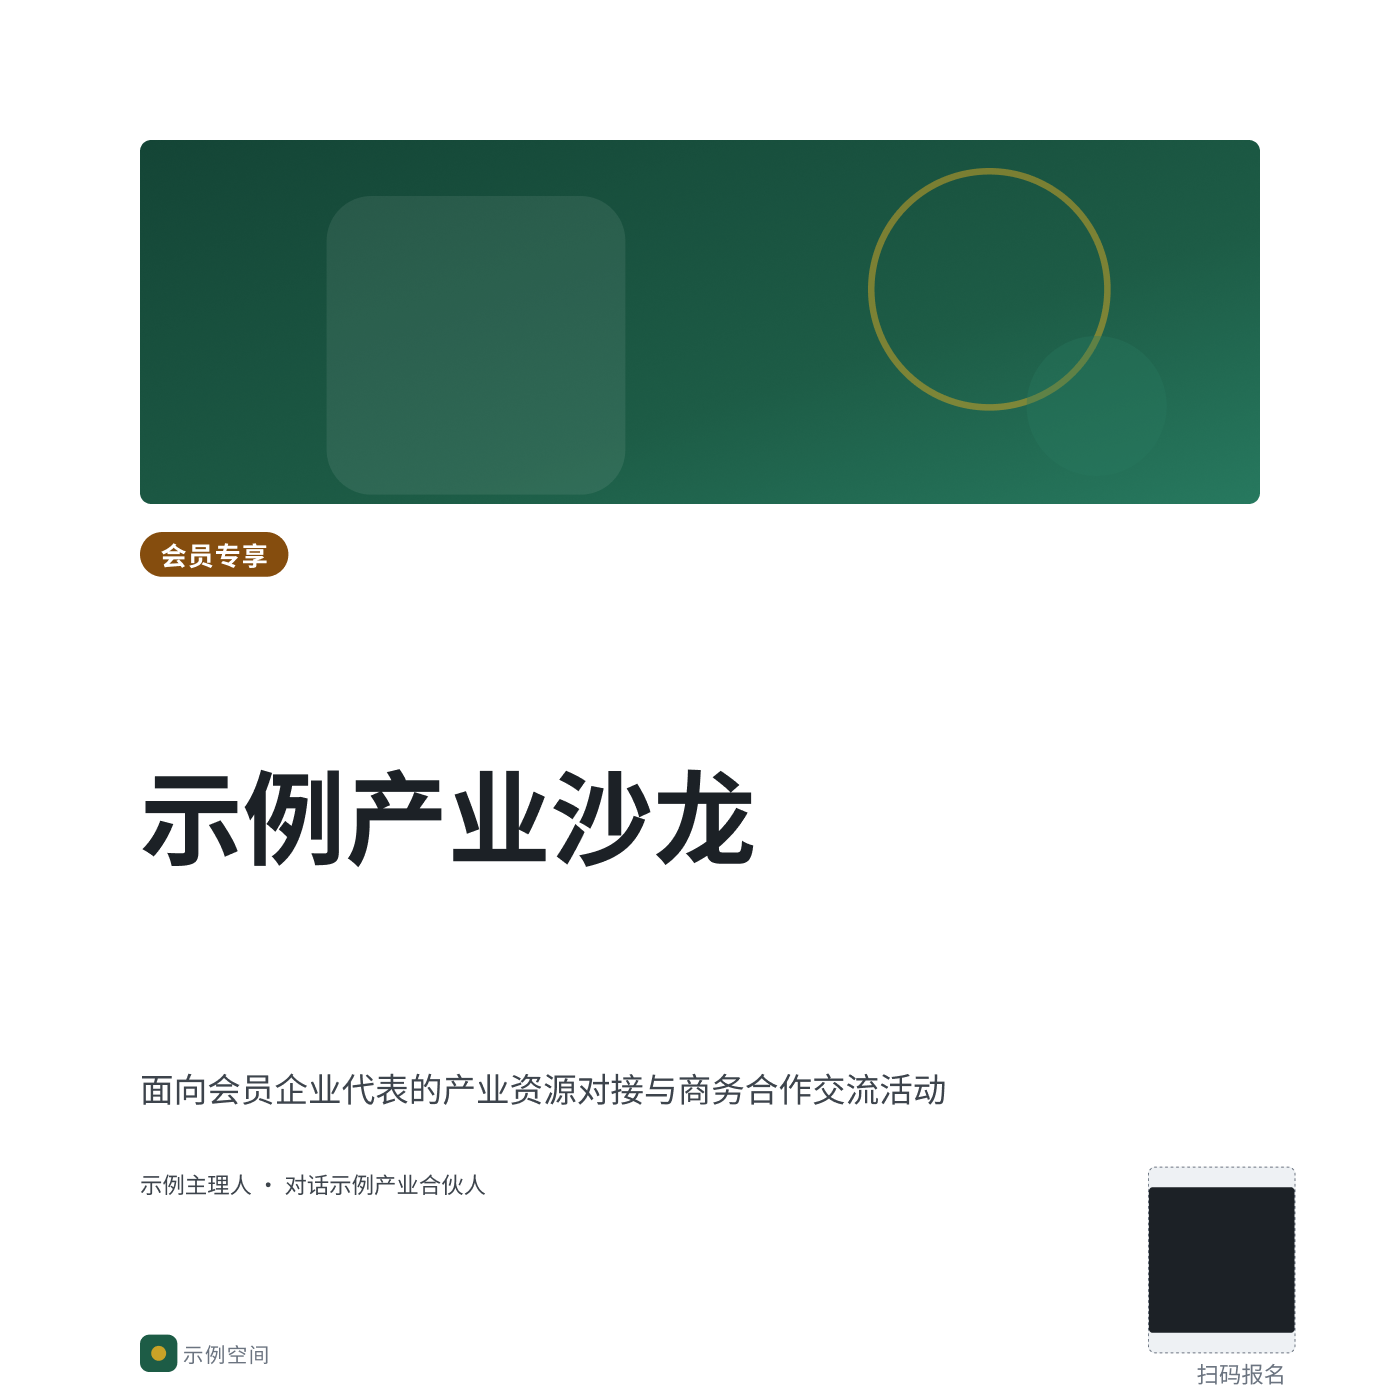 会员专享
示例产业沙龙
面向会员企业代表的产业资源对接与商务合作交流活动
示例主理人 • 对话示例产业合伙人
示例空间
扫码报名